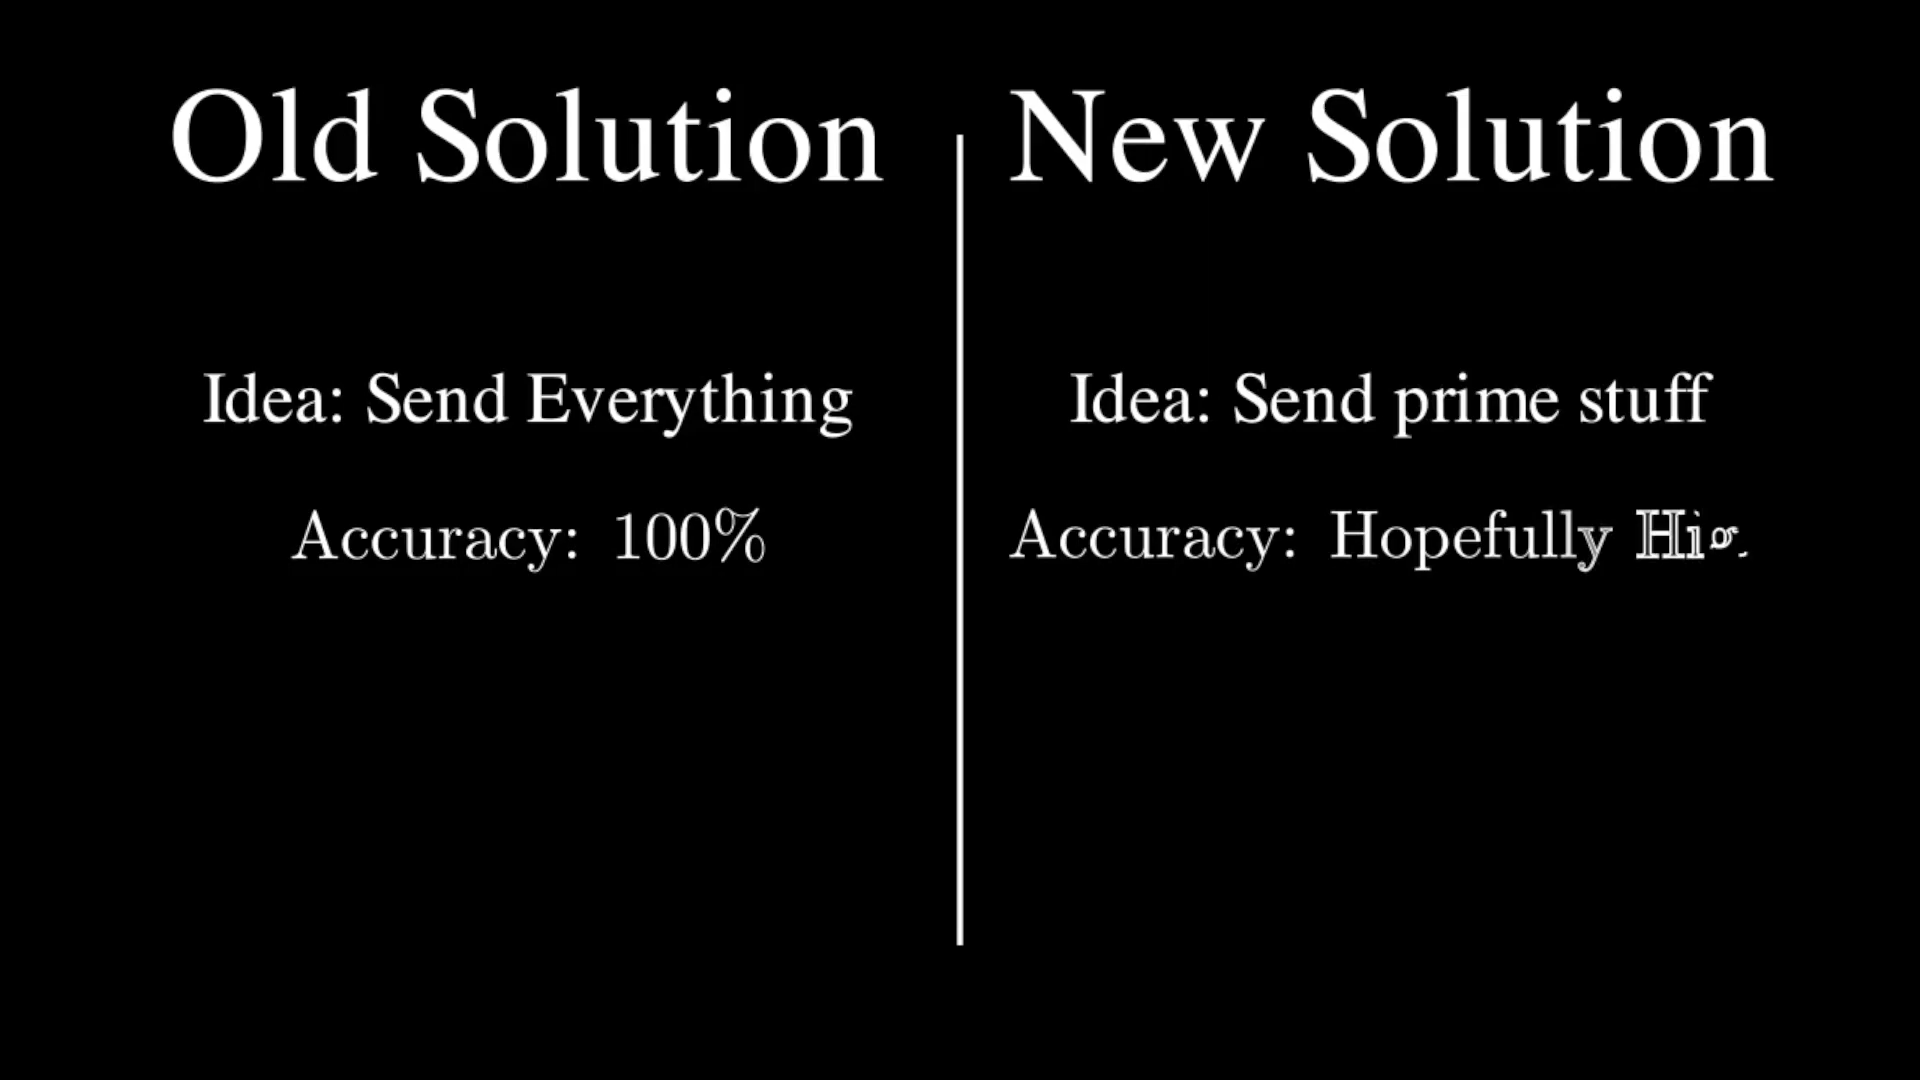 Old Solution
Idea: Send Everything
Accuracy: 100%
New Solution
Idea: Send prime stuff
Accuracy: Hopefully